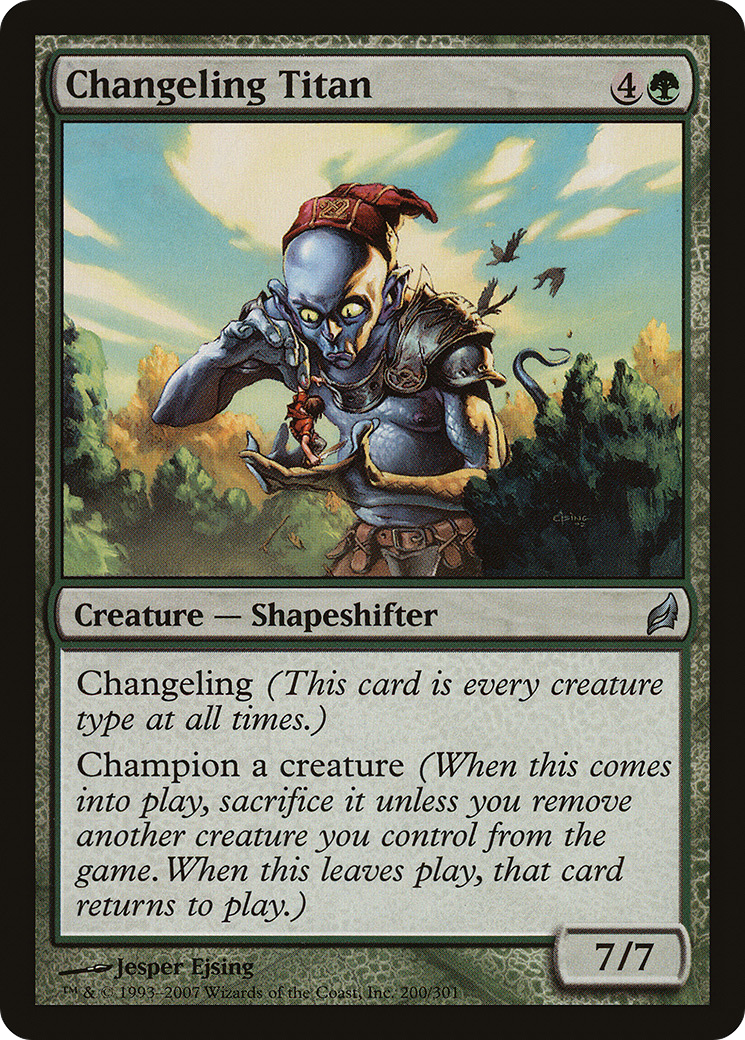 Changeling Titan 4
EJSING
Creature — Shapeshifter
Changeling (This card is every creature
type at all times.)
Champion a creature (When this comes
into play, sacrifice it unless you remove
another creature you control from the
game. When this leaves play, that card
returns to play.)
7/7
Jesper Ejsing
™ & © 1993–2007 Wizards of the Coast, Inc. 200/301